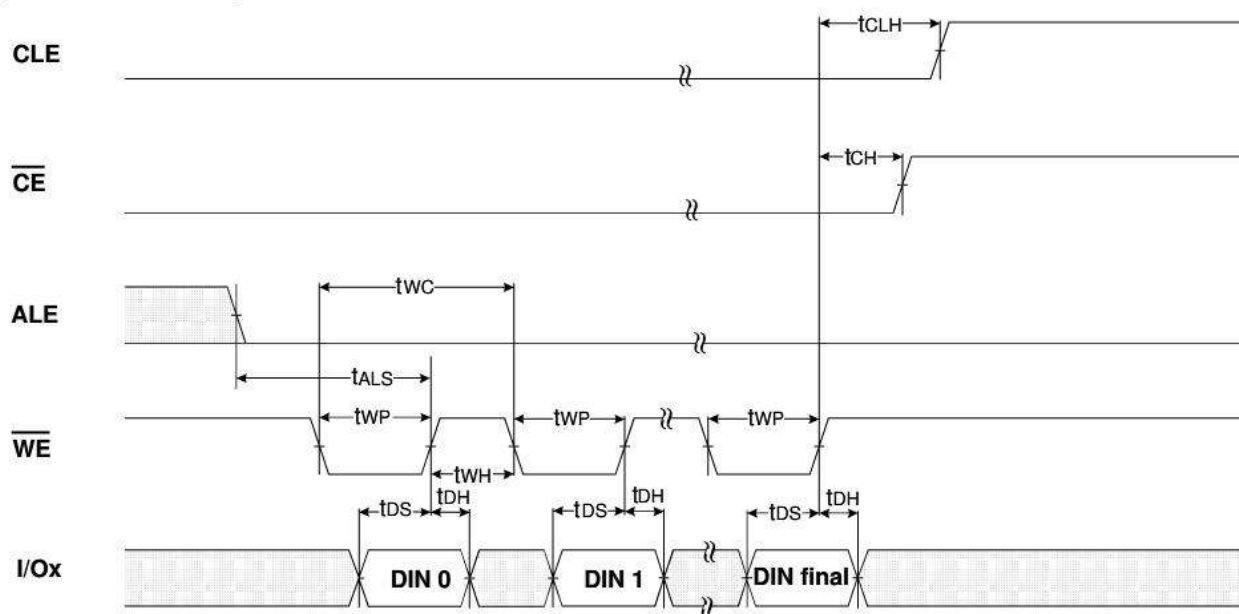 tCLH
CLE
tCH
CE
tWC
ALE
tALS
tWP tWP tWP
WE
tWH
tDS tDH tDS tDH tDS tDH
I/Ox DIN 0 DIN 1 DIN final